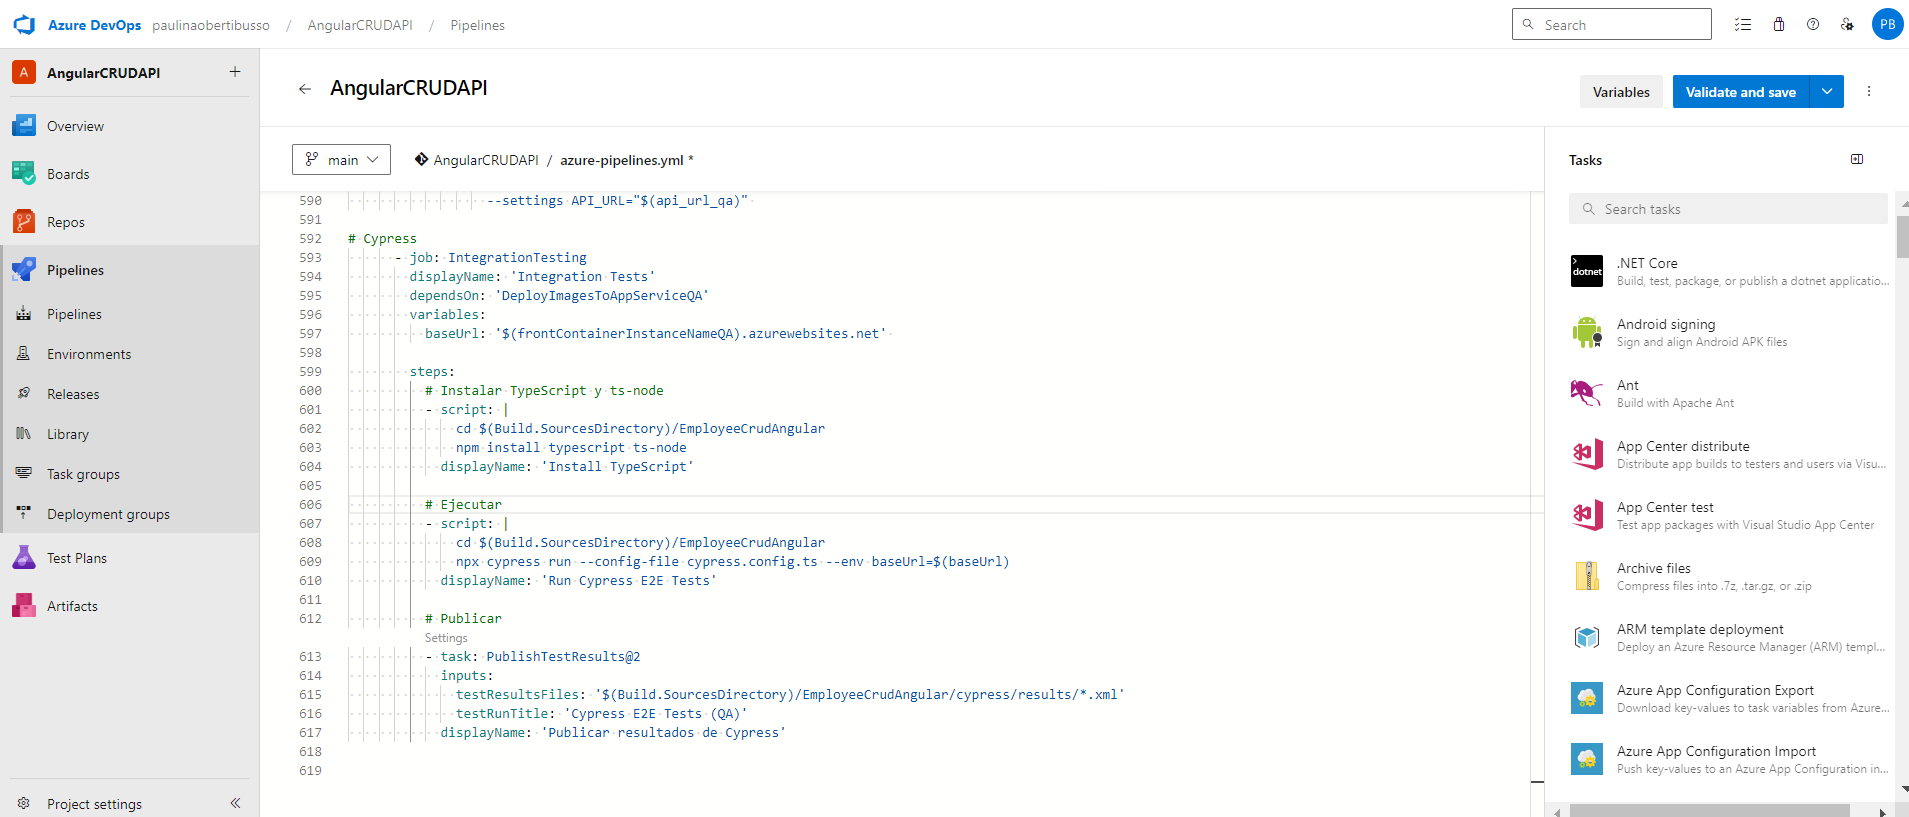 Azure DevOps paulinaobertibusso / AngularCRUDAPI / Pipelines
Search
PB
A AngularCRUDAPI +
Overview
Boards
Repos
Pipelines
Pipelines
Environments
Releases
Library
Task groups
Deployment groups
Test Plans
Artifacts
Project settings
AngularCRUDAPI
Variables
Validate and save
main
AngularCRUDAPI / azure-pipelines.yml *
590 --settings API_URL="$(api_url_qa)"
591
592 # Cypress
593 - job: IntegrationTesting
594 displayName: 'Integration Tests'
595 dependsOn: 'DeployImagesToAppServiceQA'
596 variables:
597 baseUrl: '$(frontContainerInstanceNameQA).azurewebsites.net'
598
599 steps:
600 # Instalar TypeScript y ts-node
601 - script: |
602 cd $(Build.SourcesDirectory)/EmployeeCrudAngular
603 npm install typescript ts-node
604 displayName: 'Install TypeScript'
605
606 # Ejecutar
607 - script: |
608 cd $(Build.SourcesDirectory)/EmployeeCrudAngular
609 npx cypress run --config-file cypress.config.ts --env baseUrl=$(baseUrl)
610 displayName: 'Run Cypress E2E Tests'
611
612 # Publicar
Settings
613 - task: PublishTestResults@2
614 inputs:
615 testResultsFiles: '$(Build.SourcesDirectory)/EmployeeCrudAngular/cypress/results/*.xml'
616 testRunTitle: 'Cypress E2E Tests (QA)'
617 displayName: 'Publicar resultados de Cypress'
618
619
Tasks
Search tasks
dotnet
.NET Core
Build, test, package, or publish a dotnet applicatio...
Android signing
Sign and align Android APK files
Ant
Build with Apache Ant
App Center distribute
Distribute app builds to testers and users via Visu...
App Center test
Test app packages with Visual Studio App Center
Archive files
Compress files into .7z, .tar.gz, or .zip
ARM template deployment
Deploy an Azure Resource Manager (ARM) templ...
Azure App Configuration Export
Download key-values to task variables from Azure...
Azure App Configuration Import
Push key-values to an Azure App Configuration in...